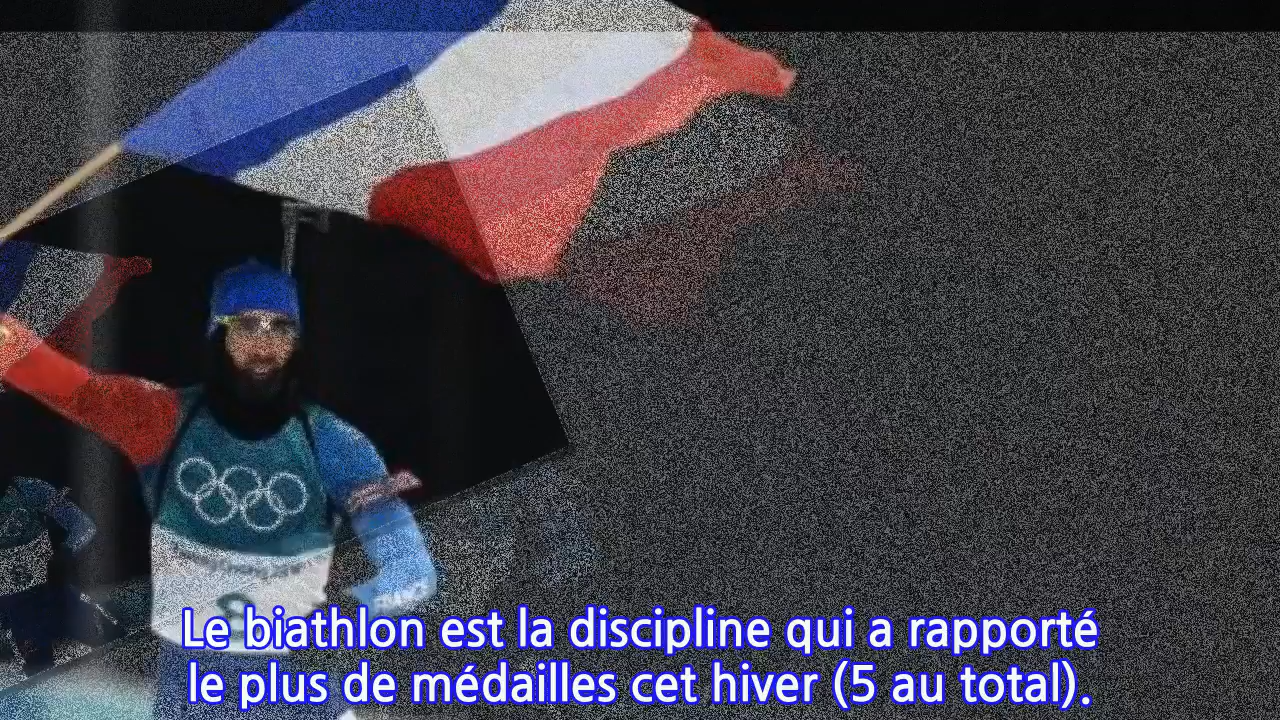 Le biathlon est la discipline qui a rapporté
le plus de médailles cet hiver (5 au total).